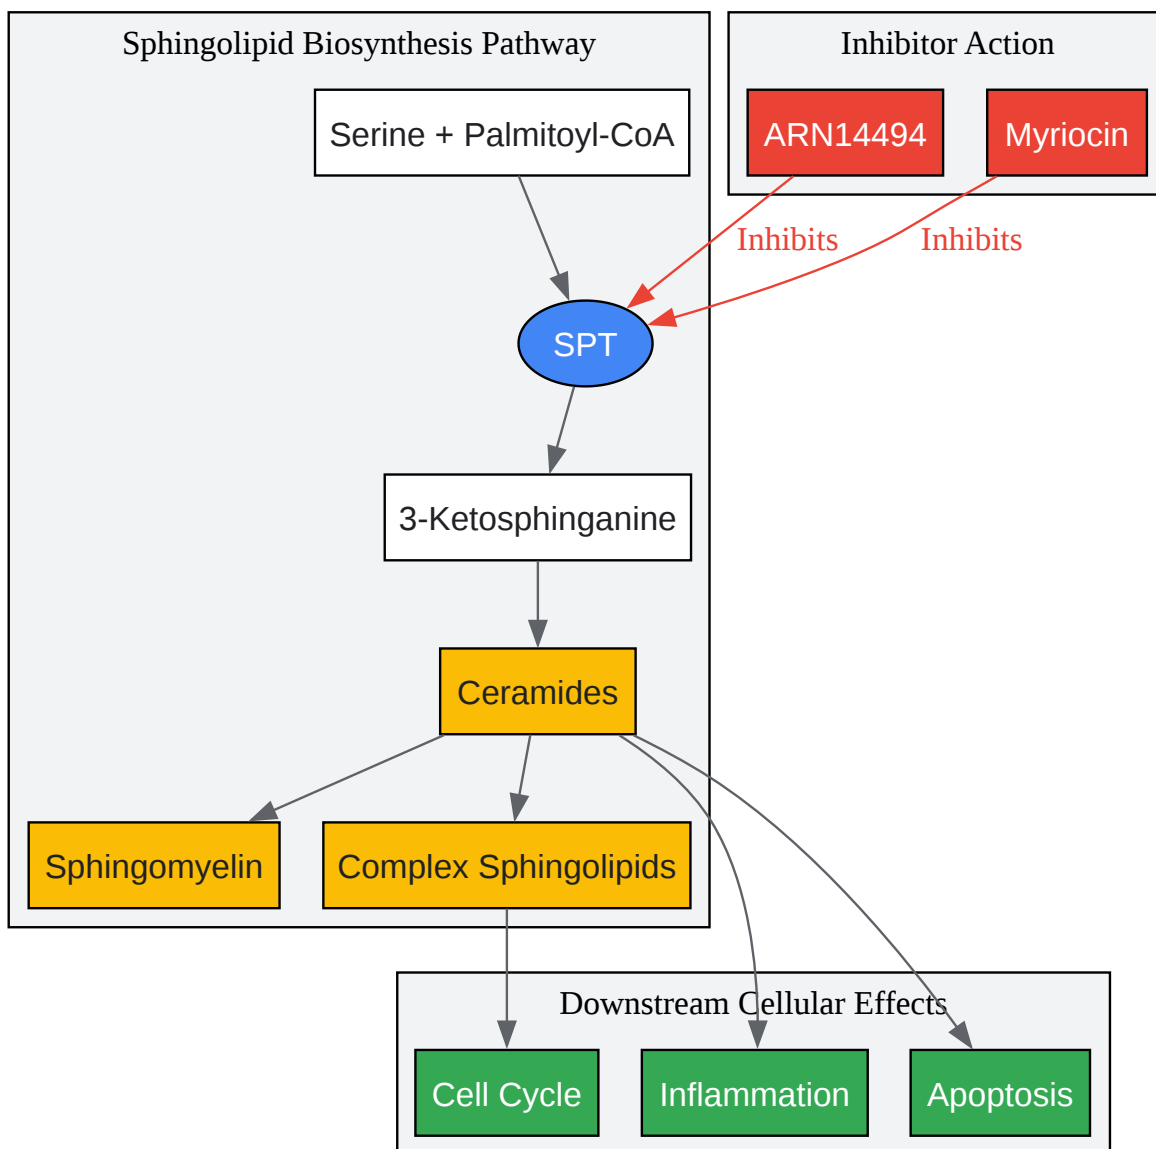 Sphingolipid Biosynthesis Pathway
Inhibitor Action
Serine + Palmitoyl-CoA
ARN14494
Myriocin
Inhibits
Inhibits
SPT
3-Ketosphinganine
Ceramides
Sphingomyelin
Complex Sphingolipids
Downstream Cellular Effects
Cell Cycle
Inflammation
Apoptosis